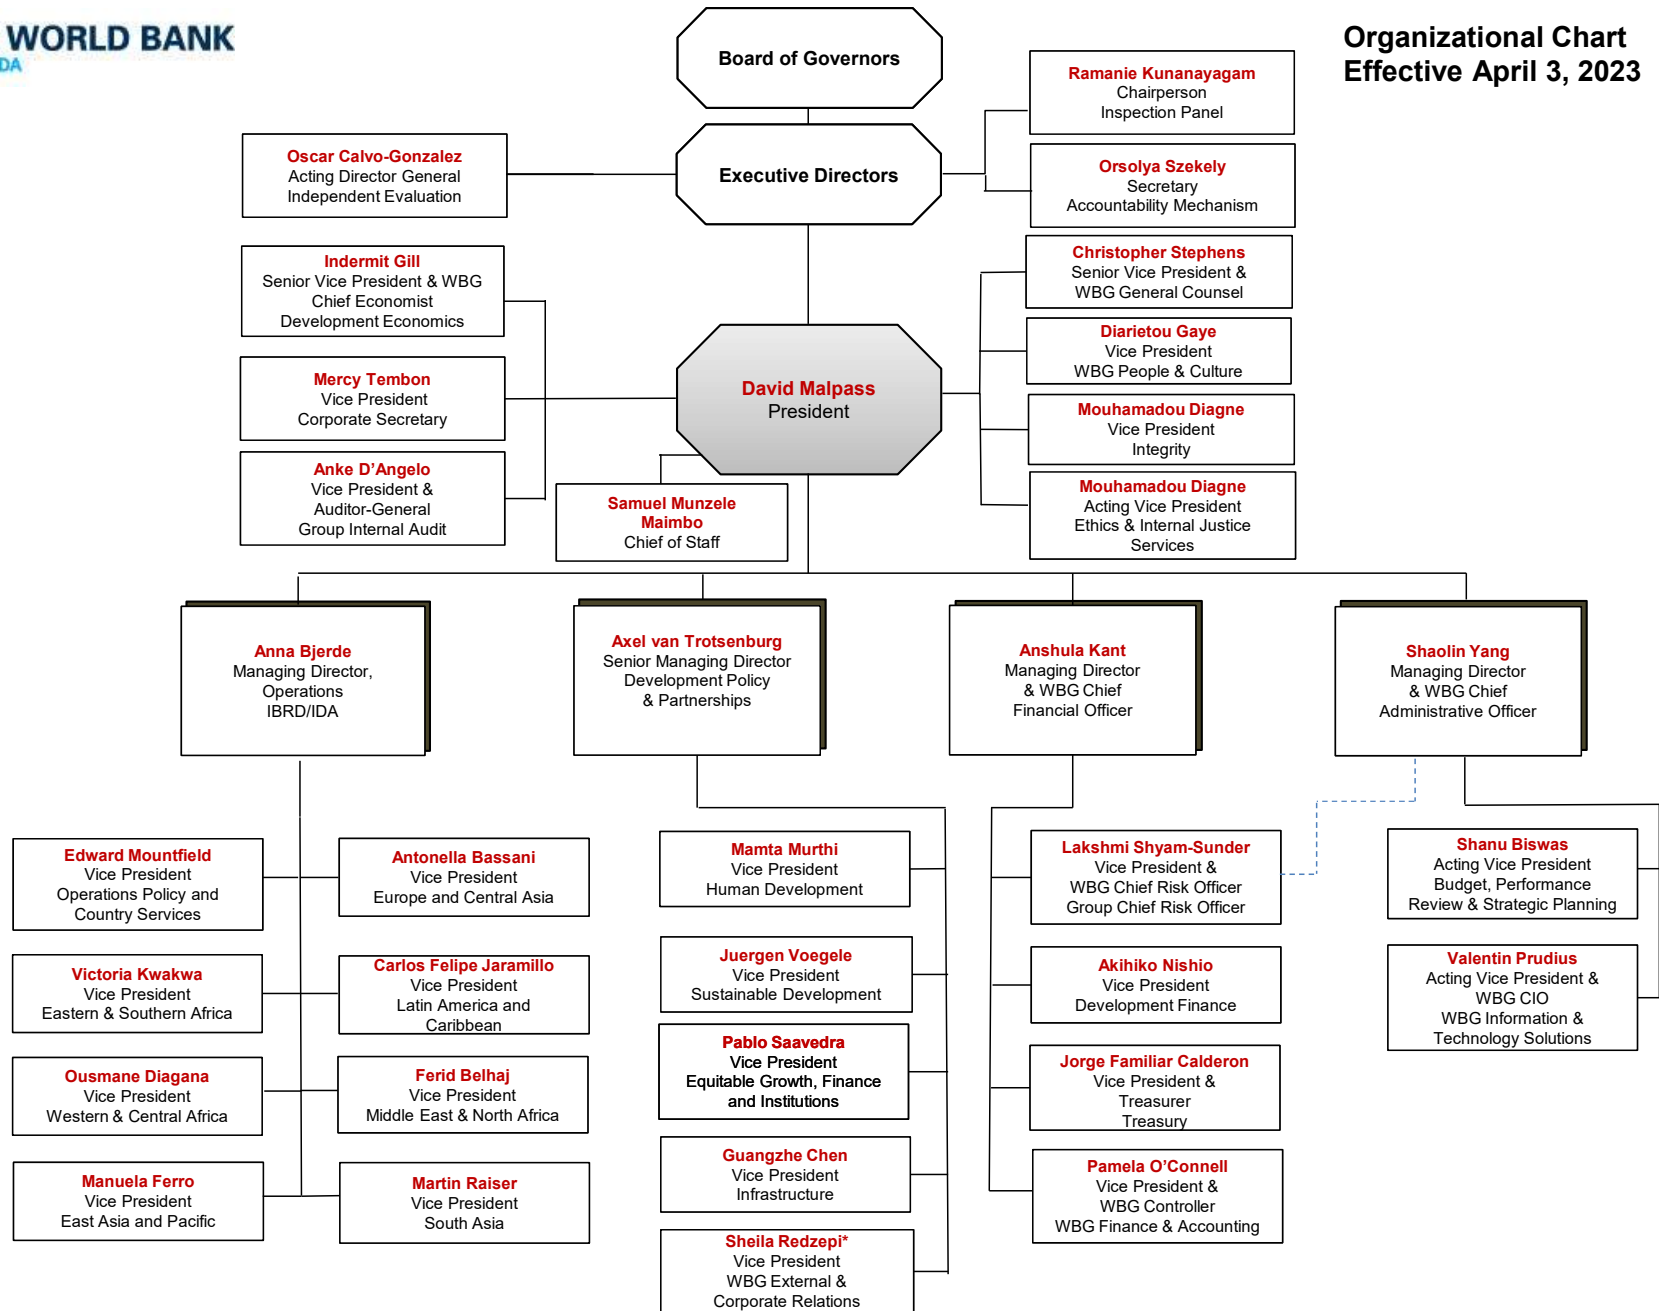 WORLD BANK
DA
Organizational Chart
Effective April 3, 2023
Board of Governors
Executive Directors
Oscar Calvo-Gonzalez
Acting Director General
Independent Evaluation
Ramanie Kunanayagam
Chairperson
Inspection Panel
Orsolya Szekely
Secretary
Accountability Mechanism
Indermit Gill
Senior Vice President & WBG
Chief Economist
Development Economics
Mercy Tembon
Vice President
Corporate Secretary
Anke D'Angelo
Vice President &
Auditor-General
Group Internal Audit
David Malpass
President
Samuel Munzele
Maimbo
Chief of Staff
Christopher Stephens
Senior Vice President &
WBG General Counsel
Diarietou Gaye
Vice President
WBG People & Culture
Mouhamadou Diagne
Vice President
Integrity
Mouhamadou Diagne
Acting Vice President
Ethics & Internal Justice
Services
Anna Bjerde
Managing Director,
Operations
IBRD/IDA
Axel van Trotsenburg
Senior Managing Director
Development Policy
& Partnerships
Anshula Kant
Managing Director
& WBG Chief
Financial Officer
Shaolin Yang
Managing Director
& WBG Chief
Administrative Officer
Edward Mountfield
Vice President
Operations Policy and
Country Services
Antonella Bassani
Vice President
Europe and Central Asia
Victoria Kwakwa
Vice President
Eastern & Southern Africa
Carlos Felipe Jaramillo
Vice President
Latin America and
Caribbean
Ousmane Diagana
Vice President
Western & Central Africa
Ferid Belhaj
Vice President
Middle East & North Africa
Manuela Ferro
Vice President
East Asia and Pacific
Martin Raiser
Vice President
South Asia
Mamta Murthi
Vice President
Human Development
Juergen Voegele
Vice President
Sustainable Development
Pablo Saavedra
Vice President
Equitable Growth, Finance
and Institutions
Guangzhe Chen
Vice President
Infrastructure
Sheila Redzepi*
Vice President
WBG External &
Corporate Relations
Lakshmi Shyam-Sunder
Vice President &
WBG Chief Risk Officer
Group Chief Risk Officer
Akihiko Nishio
Vice President
Development Finance
Jorge Familiar Calderon
Vice President &
Treasurer
Treasury
Pamela O'Connell
Vice President &
WBG Controller
WBG Finance & Accounting
Shanu Biswas
Acting Vice President
Budget, Performance
Review & Strategic Planning
Valentin Prudius
Acting Vice President &
WBG CIO
WBG Information &
Technology Solutions